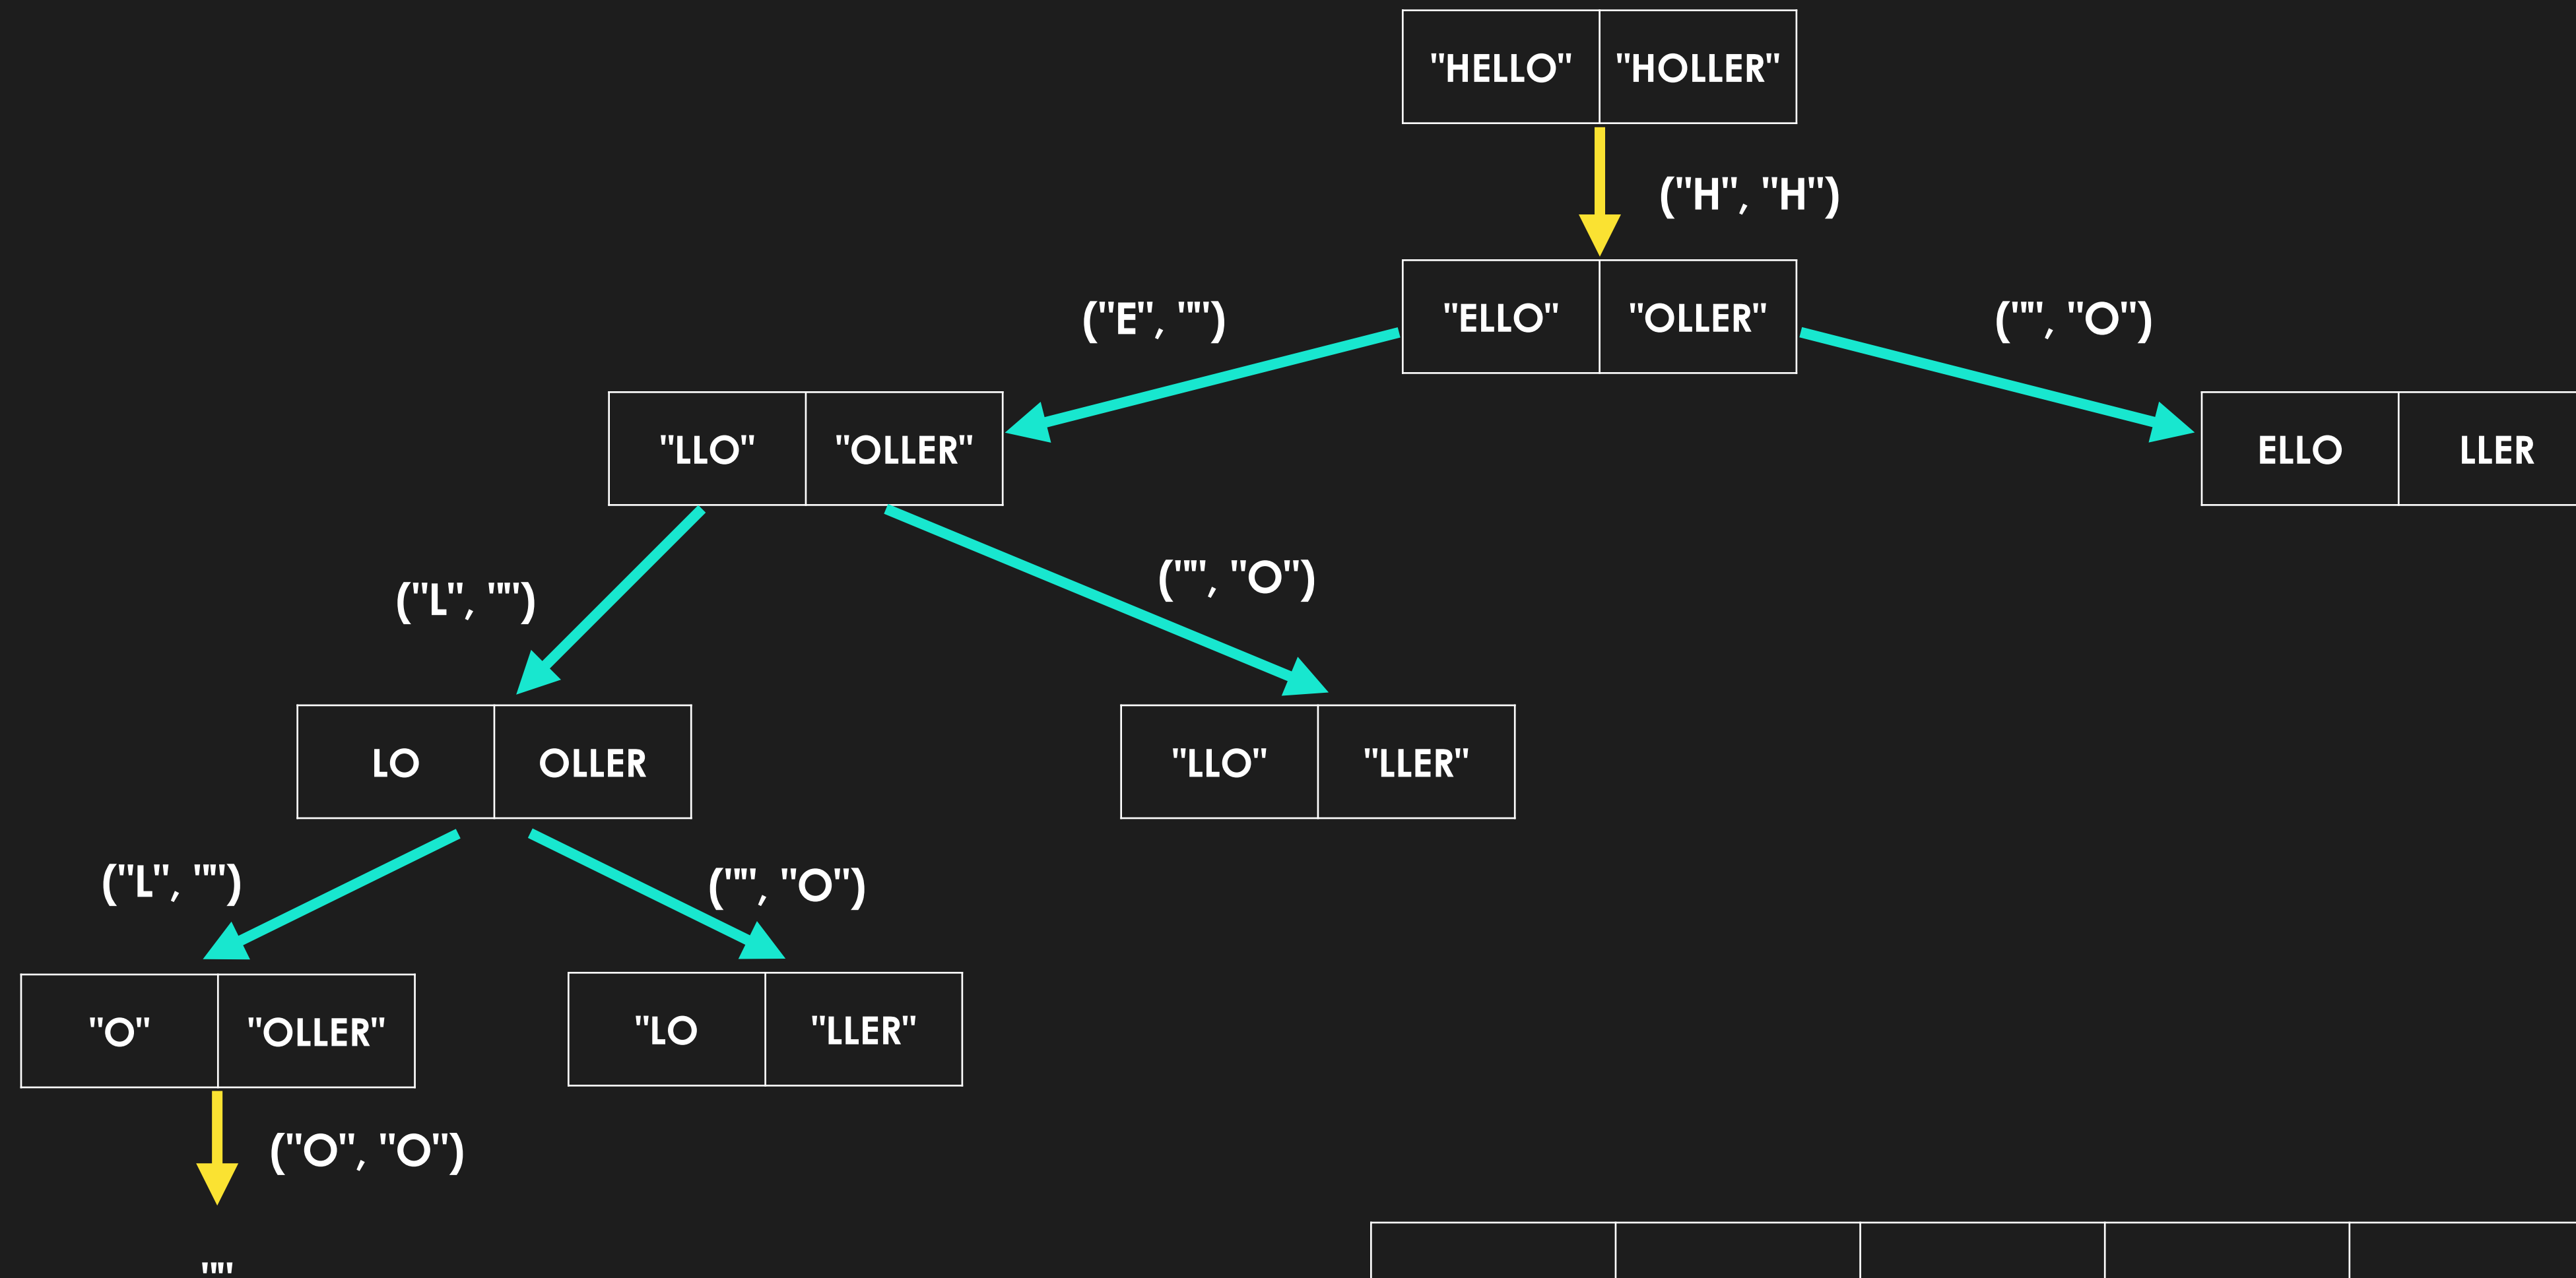 "HELLO" "HOLLER"
("H", "H")
("E", "")
"ELLO" "OLLER"
("", "O")
"LLO" "OLLER"
ELLO LLER
("L", "")
("", "O")
LO OLLER
"LLO" "LLER"
("L", "")
("", "O")
"O" "OLLER"
"LO "LLER"
("O", "O")
""